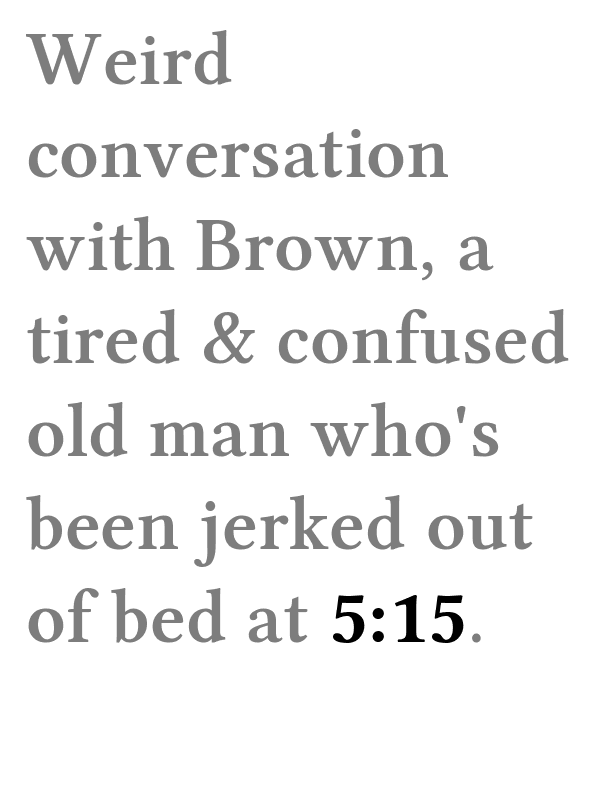 Weird
conversation
with Brown, a
tired & confused
old man who's
been jerked out
of bed at 5:15.